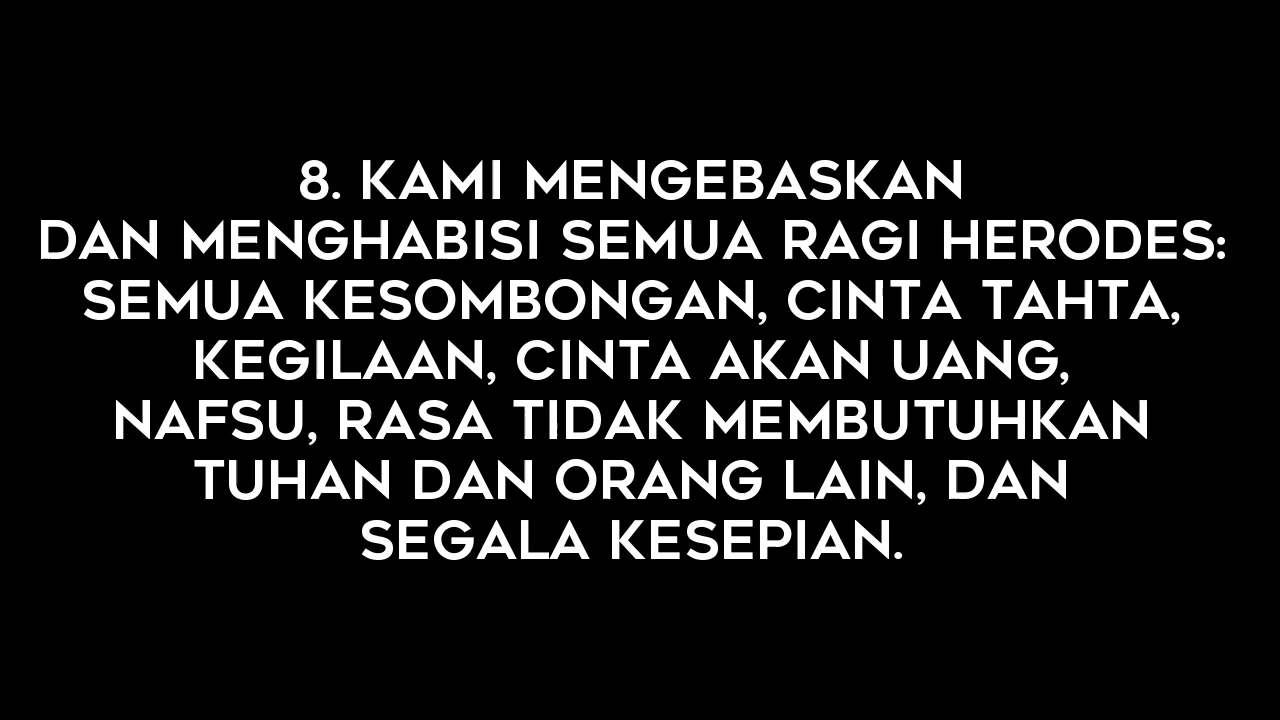 8. KAMI MENGEBASKAN
DAN MENGHABISI SEMUA RAGI HERODES:
SEMUA KESOMBONGAN, CINTA TAHTA,
KEGILAAN, CINTA AKAN UANG,
NAFSU, RASA TIDAK MEMBUTUHKAN
TUHAN DAN ORANG LAIN, DAN
SEGALA KESEPIAN.